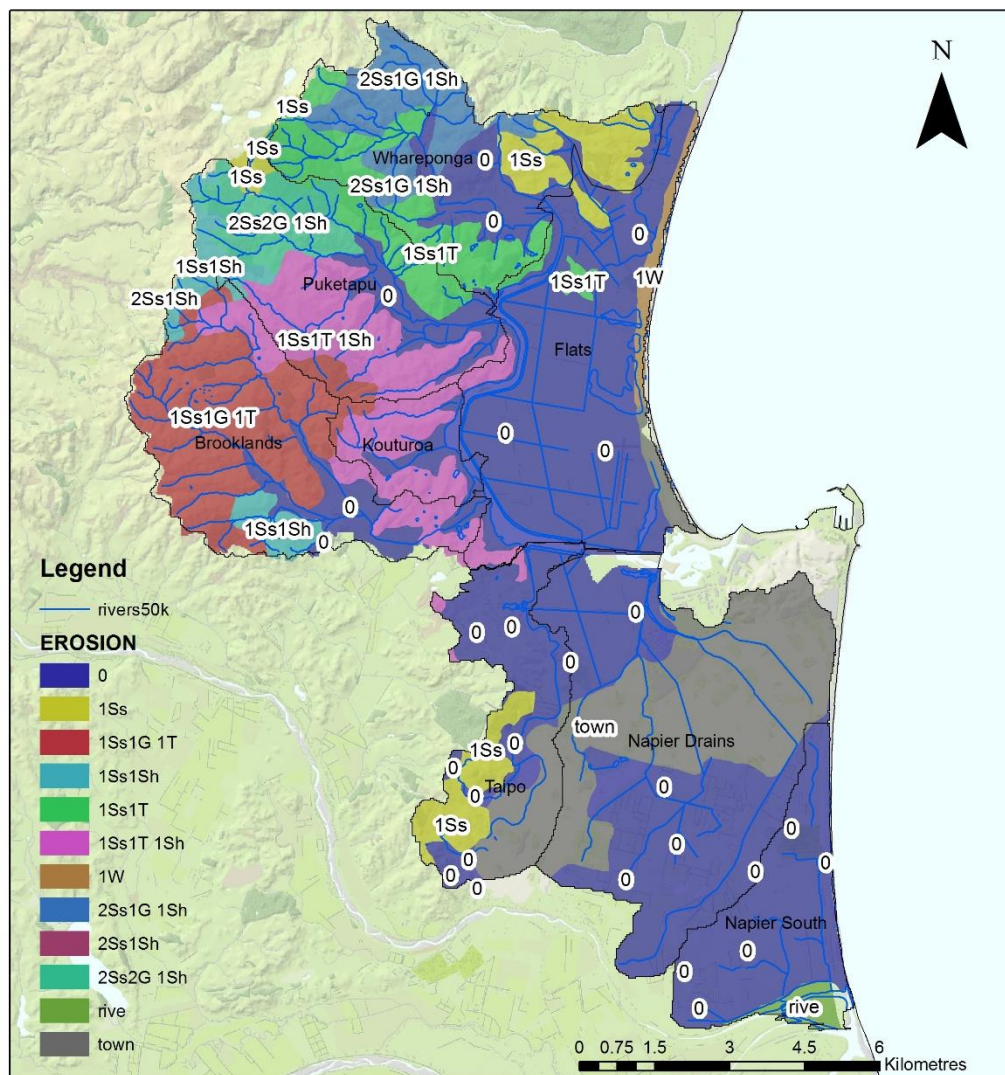 N
2Ss1G 1Sh
1Ss
1Ss
1Ss
Whareponga
0
1Ss
2Ss1G 1Sh
2Ss2G 1Sh
0
0
1Ss1T
1Ss1Sh
1Ss1T
1W
Puketapu
0
2Ss1Sh
1Ss1T 1Sh
Flats
1Ss1G 1T
Brooklands
Kouturoa
0
0
0
1Ss1Sh
0
Legend
rivers50k
EROSION
0
1Ss
1Ss1G 1T
1Ss1Sh
1Ss1T
1Ss1T 1Sh
1W
2Ss1G 1Sh
2Ss1Sh
2Ss2G 1Sh
rive
town
0
0
0
0
town
Napier Drains
1Ss
0
0
Taipo
0
0
1Ss
0
0
0
0
0
0
0
0
Napier South
0
0
0
rive
0 0.75 1.5 3 4.5 6
Kilometres